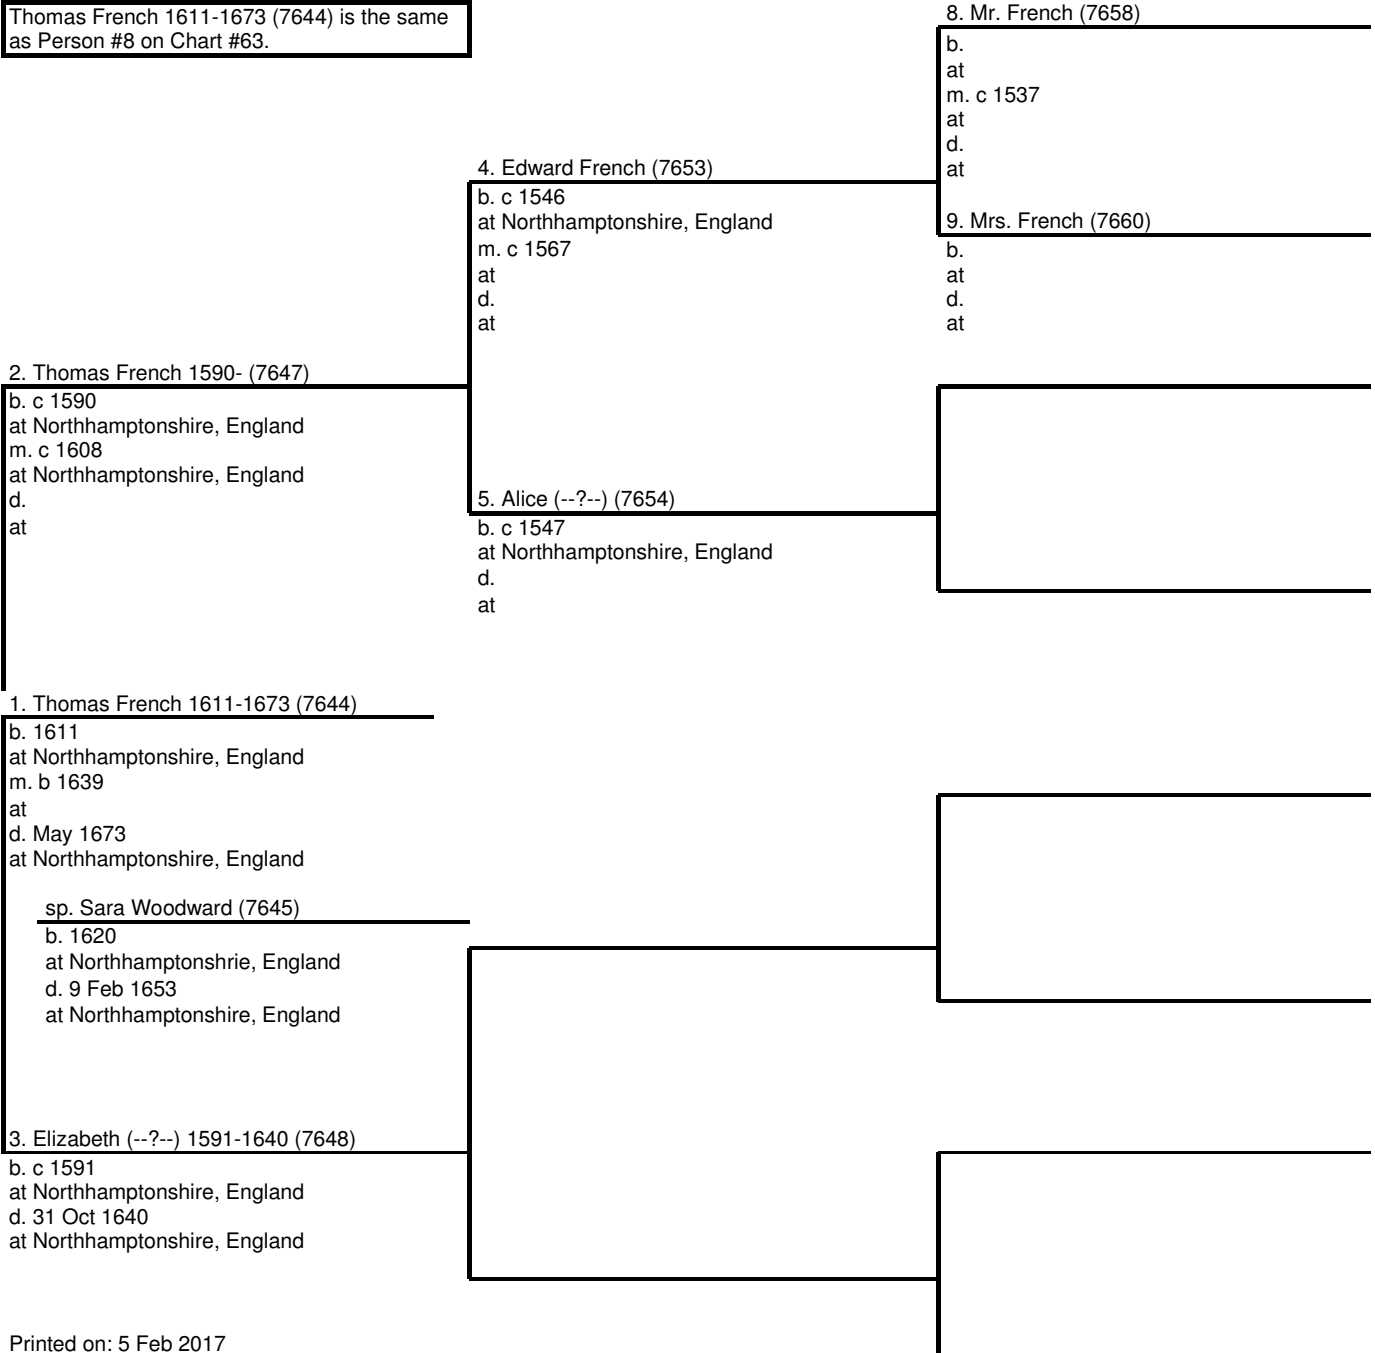 Thomas French 1611-1673 (7644) is the same
as Person #8 on Chart #63.
8. Mr. French (7658)
b.
at
m. c 1537
at
d.
at
4. Edward French (7653)
b. c 1546
at Northhamptonshire, England
m. c 1567
at
d.
at
9. Mrs. French (7660)
b.
at
d.
at
2. Thomas French 1590- (7647)
b. c 1590
at Northhamptonshire, England
m. c 1608
at Northhamptonshire, England
d.
at
5. Alice (--?--) (7654)
b. c 1547
at Northhamptonshire, England
d.
at
1. Thomas French 1611-1673 (7644)
b. 1611
at Northhamptonshire, England
m. b 1639
at
d. May 1673
at Northhamptonshire, England
sp. Sara Woodward (7645)
b. 1620
at Northhamptonshrie, England
d. 9 Feb 1653
at Northhamptonshire, England
3. Elizabeth (--?--) 1591-1640 (7648)
b. c 1591
at Northhamptonshire, England
d. 31 Oct 1640
at Northhamptonshire, England
Printed on: 5 Feb 2017